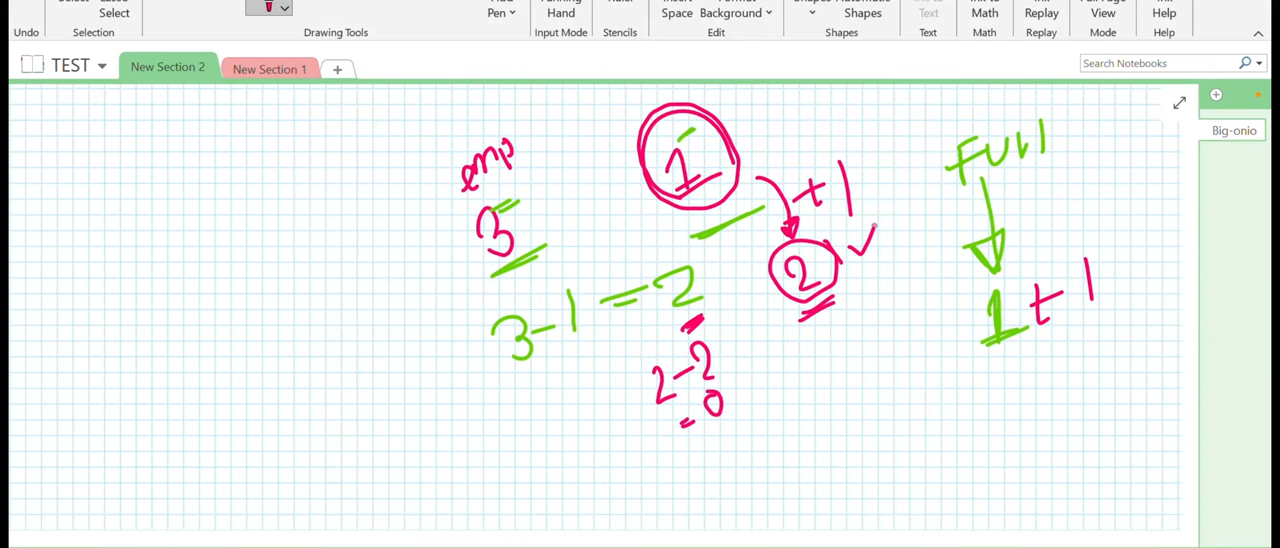 Undo
Select
Selection
Drawing Tools
Pen
Hand
Input Mode
Stencils
Space
Background
Edit
Shapes
Shapes
to
Text
Text
Math
Math
Replay
Replay
View
Mode
Help
Help
TEST
New Section 2
New Section 1
+
Search Notebooks
Big-onio
emp
3
1
+1
2
FULL
1 + 1
3-1=2
2-2
=0